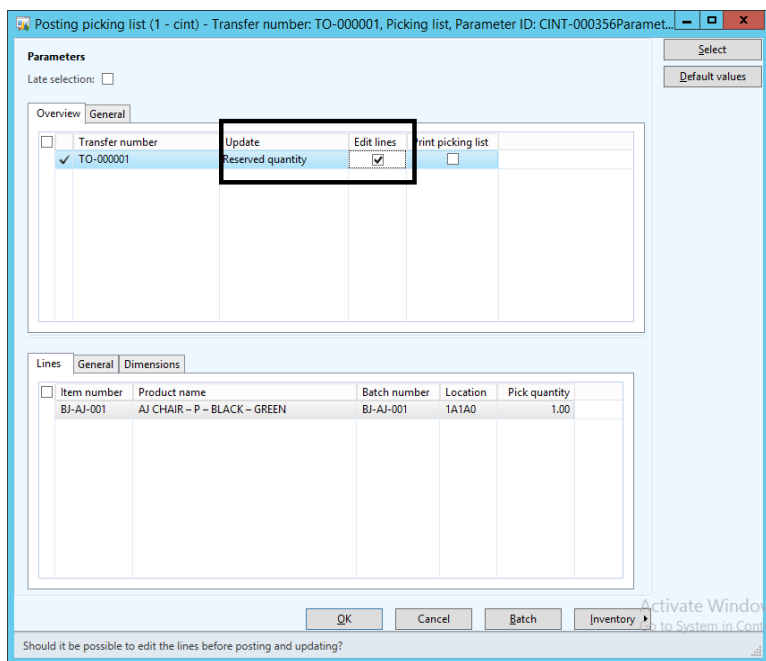 Posting picking list (1 - cint) - Transfer number: TO-000001, Picking list, Parameter ID: CINT-000356Paramet...
Select
Default values
Parameters
Late selection:
Overview General
Transfer number Update Edit lines Print picking list
TO-000001 Reserved quantity
Lines General Dimensions
Item number Product name Batch number Location Pick quantity
BJ-AJ-001 AJ CHAIR – P – BLACK – GREEN BJ-AJ-001 1A1A0 1.00
Activate Window
OK Cancel Batch Inventory
Go to System in Cont
Should it be possible to edit the lines before posting and updating?